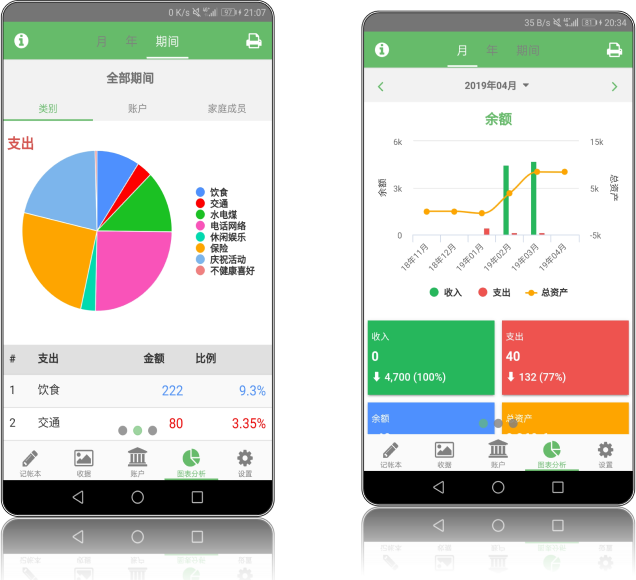 0 K/s 97 21:07
月 年 期间
全部期间
类别 账户 家庭成员
支出
饮食
交通
水电煤
电话网络
休闲娱乐
保险
庆祝活动
不健康喜好
# 支出 金额 比例
1 饮食 222 9.3%
2 交通 80 3.35%
记账本 收据 账户 图表分析 设置
35 B/s 81 20:34
月 年 期间
2019年04月
余额
6k 15k
余额 3k 5k 总资产
0 -5k
18年11月 18年12月 19年01月 19年02月 19年03月 19年04月
收入 支出 总资产
收入 支出
0 40
4,700 (100%) 132 (77%)
余额 总资产
记账本 收据 账户 图表分析 设置